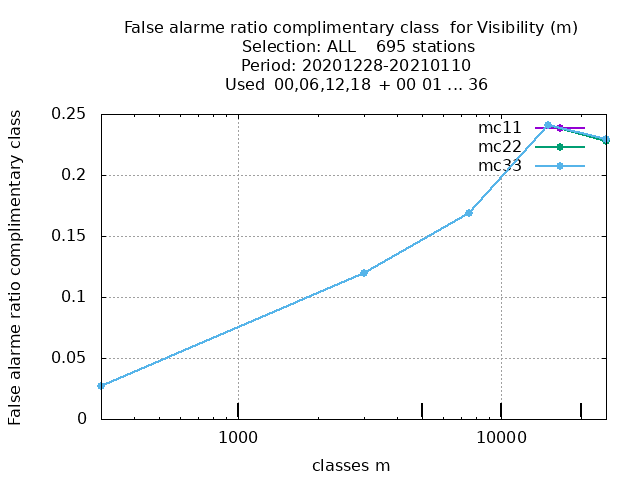 False alarme ratio complimentary class  for Visibility (m)
Selection: ALL    695 stations
Period: 20201228-20210110
Used  00,06,12,18 + 00 01 ... 36
False alarme ratio complimentary class
0.25
0.2
0.15
0.1
0.05
0
mc11
mc22
mc33
1000
10000
classes m